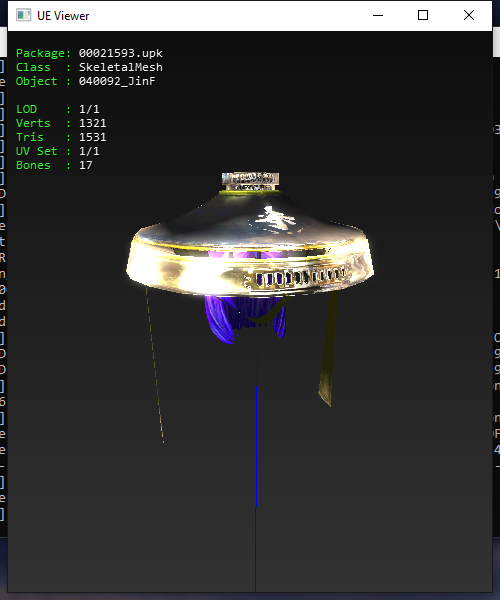 UE Viewer
Package: 00021593.upk
Class : SkeletalMesh
Object : 040092_JinF
LOD : 1/1
Verts : 1321
Tris : 1531
UV Set : 1/1
Bones : 17